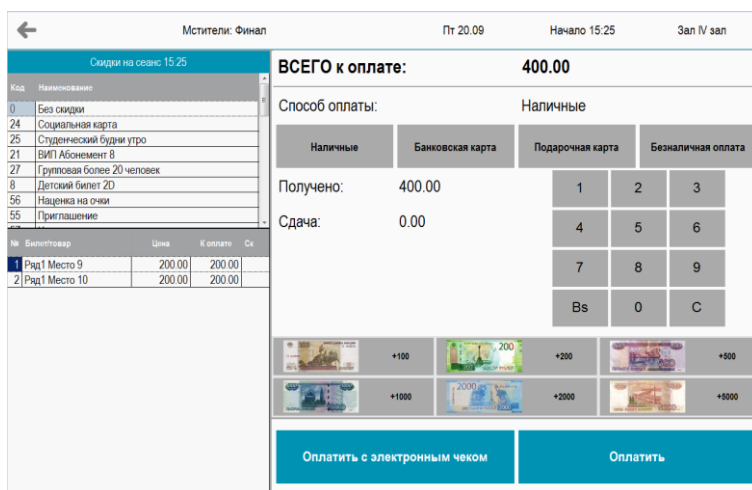 Мстители: Финал Пт 20.09 Начало 15:25 Зал IV зал
Скидки на сеанс 15:25
Код Наименование
0 Без скидки
24 Социальная карта
25 Студенческий будни утро
21 ВИП Абонемент 8
27 Групповая более 20 человек
8 Детский билет 2D
56 Наценка на очки
55 Приглашение
№ Билет/товар Цена К оплате Ск
1 Ряд1 Место 9 200.00 200.00
2 Ряд1 Место 10 200.00 200.00
ВСЕГО к оплате: 400.00
Способ оплаты: Наличные
Наличные Банковская карта Подарочная карта Безналичная оплата
Получено: 400.00
Сдача: 0.00
1 2 3
4 5 6
7 8 9
Bs 0 C
+100 200 +200 +500
+1000 2000 +2000 +5000
Оплатить с электронным чеком Оплатить